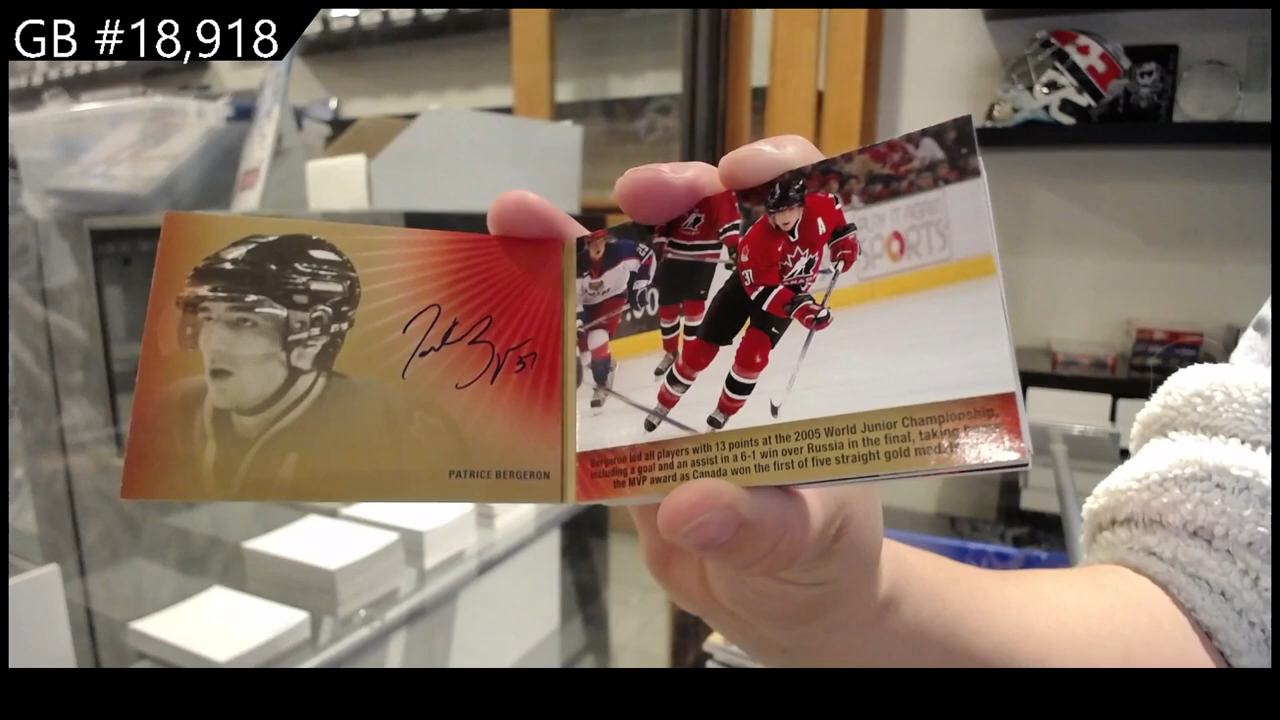 GB #18,918
PATRICE BERGERON
37
A
37
SPORTS
Bergeron led all players with 13 points at the 2005 World Junior Championship,
including a goal and an assist in a 6-1 win over Russia in the final, taking
the MVP award as Canada won the first of five straight gold